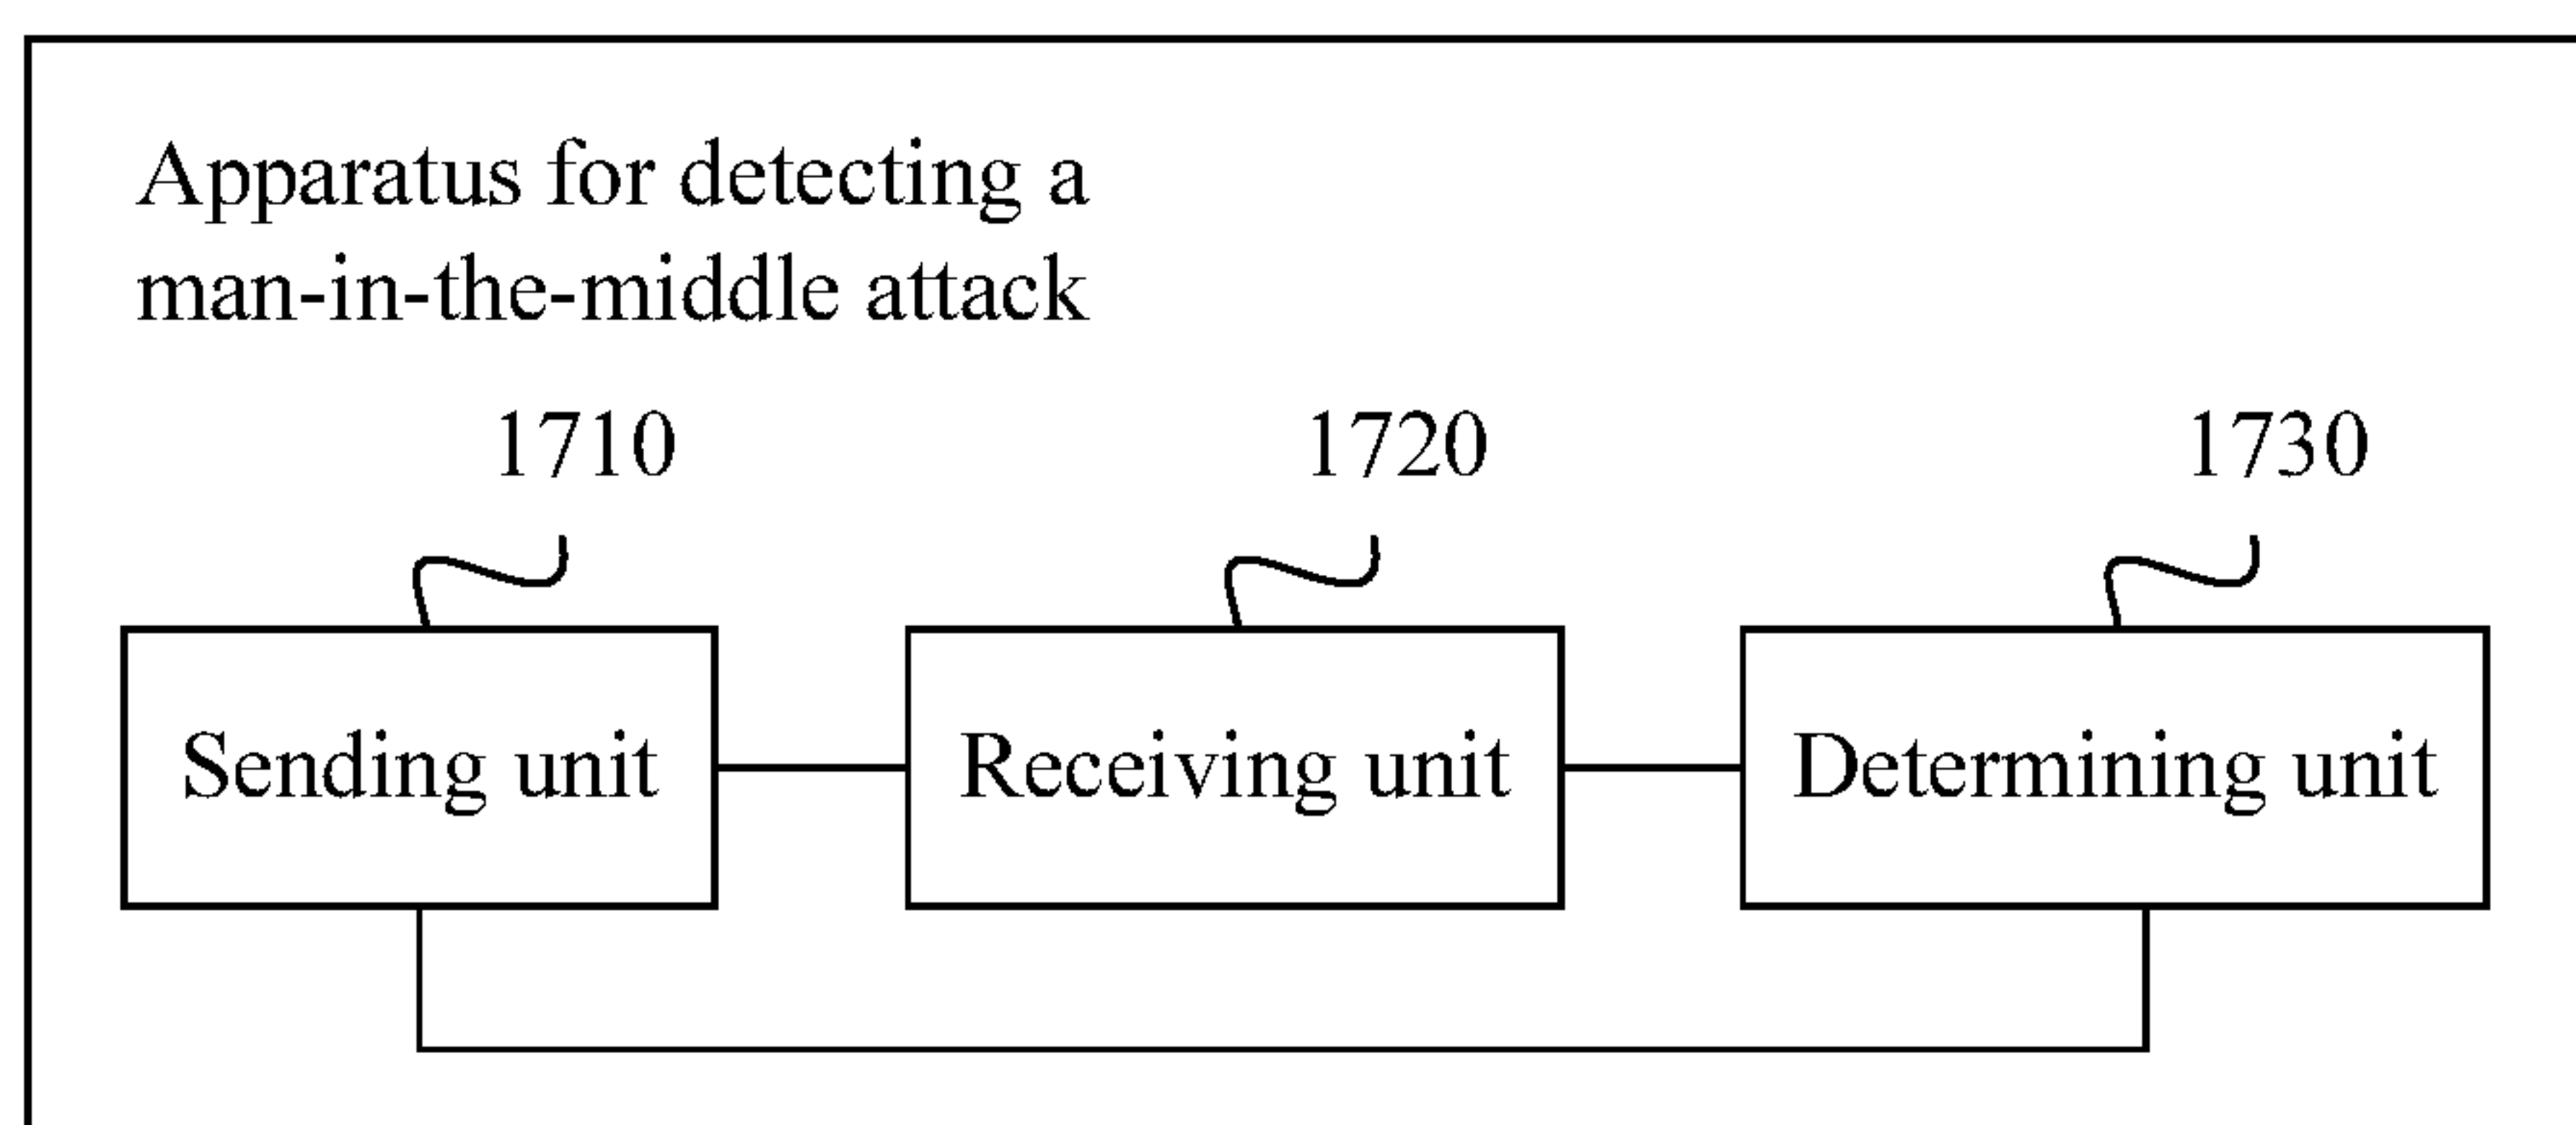 Apparatus for detecting a
man-in-the-middle attack
1710 1720 1730
Sending unit Receiving unit Determining unit